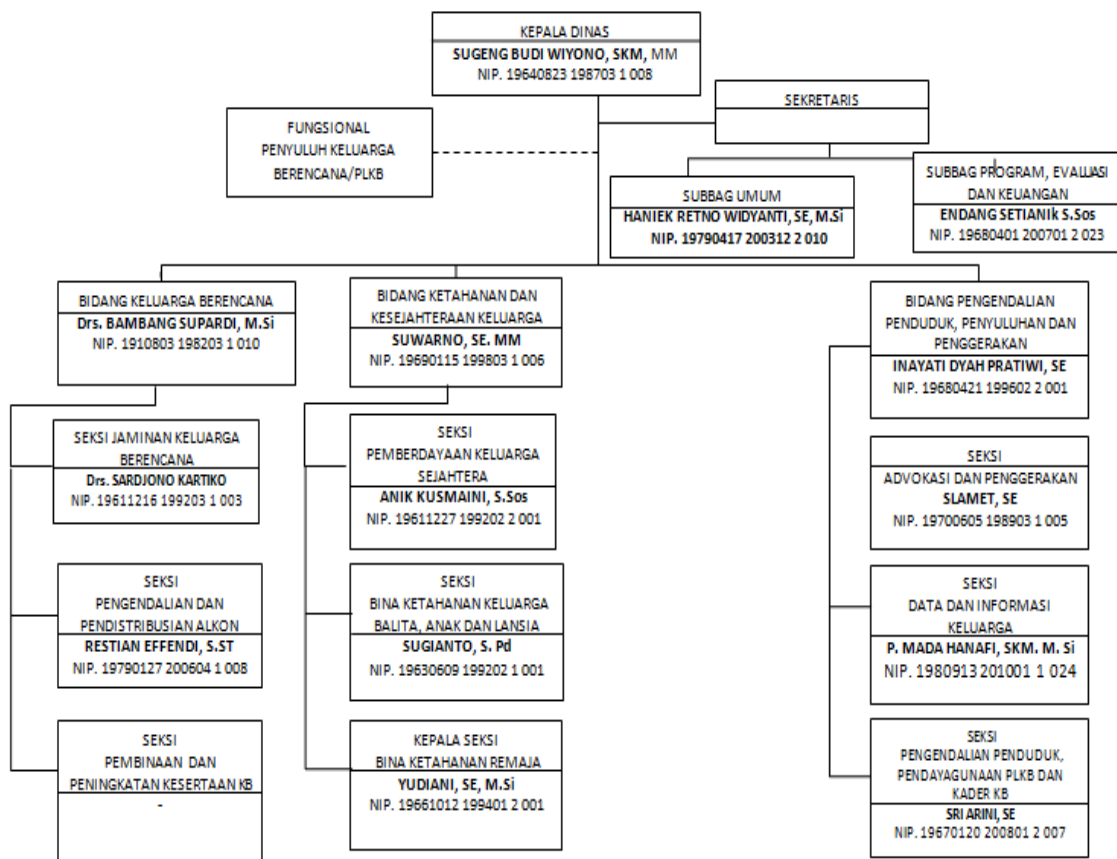 KEPALA DINAS
SUGENG BUDI WIYONO, SKM, MM
NIP. 19640823 198703 1 008
SEKRETARIS
FUNGSIONAL
PENYULUH KELUARGA
BERENCANA/PLKB
SUBBAG UMUM
HANIEK RETNO WIDYANTI, SE, M.Si
NIP. 19790417 200312 2 010
SUBBAG PROGRAM, EVALUASI
DAN KEUANGAN
ENDANG SETIANIk S.Sos
NIP. 19680401 200701 2 023
BIDANG KELUARGA BERENCANA
Drs. BAMBANG SUPARDI, M.Si
NIP. 1910803 198203 1 010
SEKSI JAMINAN KELUARGA
BERENCANA
Drs. SARDJONO KARTIKO
NIP. 19611216 199203 1 003
SEKSI
PENGENDALIAN DAN
PENDISTRIBUSIAN ALKON
RESTIAN EFFENDI, S.ST
NIP. 19790127 200604 1 008
SEKSI
PEMBINAAN DAN
PENINGKATAN KESERTAAN KB
-
BIDANG KETAHANAN DAN
KESEJAHTERAAN KELUARGA
SUWARNO, SE. MM
NIP. 19690115 199803 1 006
SEKSI
PEMBERDAYAAN KELUARGA
SEJAHTERA
ANIK KUSMAINI, S.Sos
NIP. 19611227 199202 2 001
SEKSI
BINA KETAHANAN KELUARGA
BALITA, ANAK DAN LANSIA
SUGIANTO, S. Pd
NIP. 19630609 199202 1 001
KEPALA SEKSI
BINA KETAHANAN REMAJA
YUDIANI, SE, M.Si
NIP. 19661012 199401 2 001
BIDANG PENGENDALIAN
PENDUDUK, PENYULUHAN DAN
PENGGERAKAN
INAYATI DYAH PRATIWI, SE
NIP. 19680421 199602 2 001
SEKSI
ADVOKASI DAN PENGGERAKAN
SLAMET, SE
NIP. 19700605 198903 1 005
SEKSI
DATA DAN INFORMASI
KELUARGA
P. MADA HANAFI, SKM. M. Si
NIP. 1980913 201001 1 024
SEKSI
PENGENDALIAN PENDUDUK,
PENDAYAGUNAAN PLKB DAN
KADER KB
SRI ARINI, SE
NIP. 19670120 200801 2 007